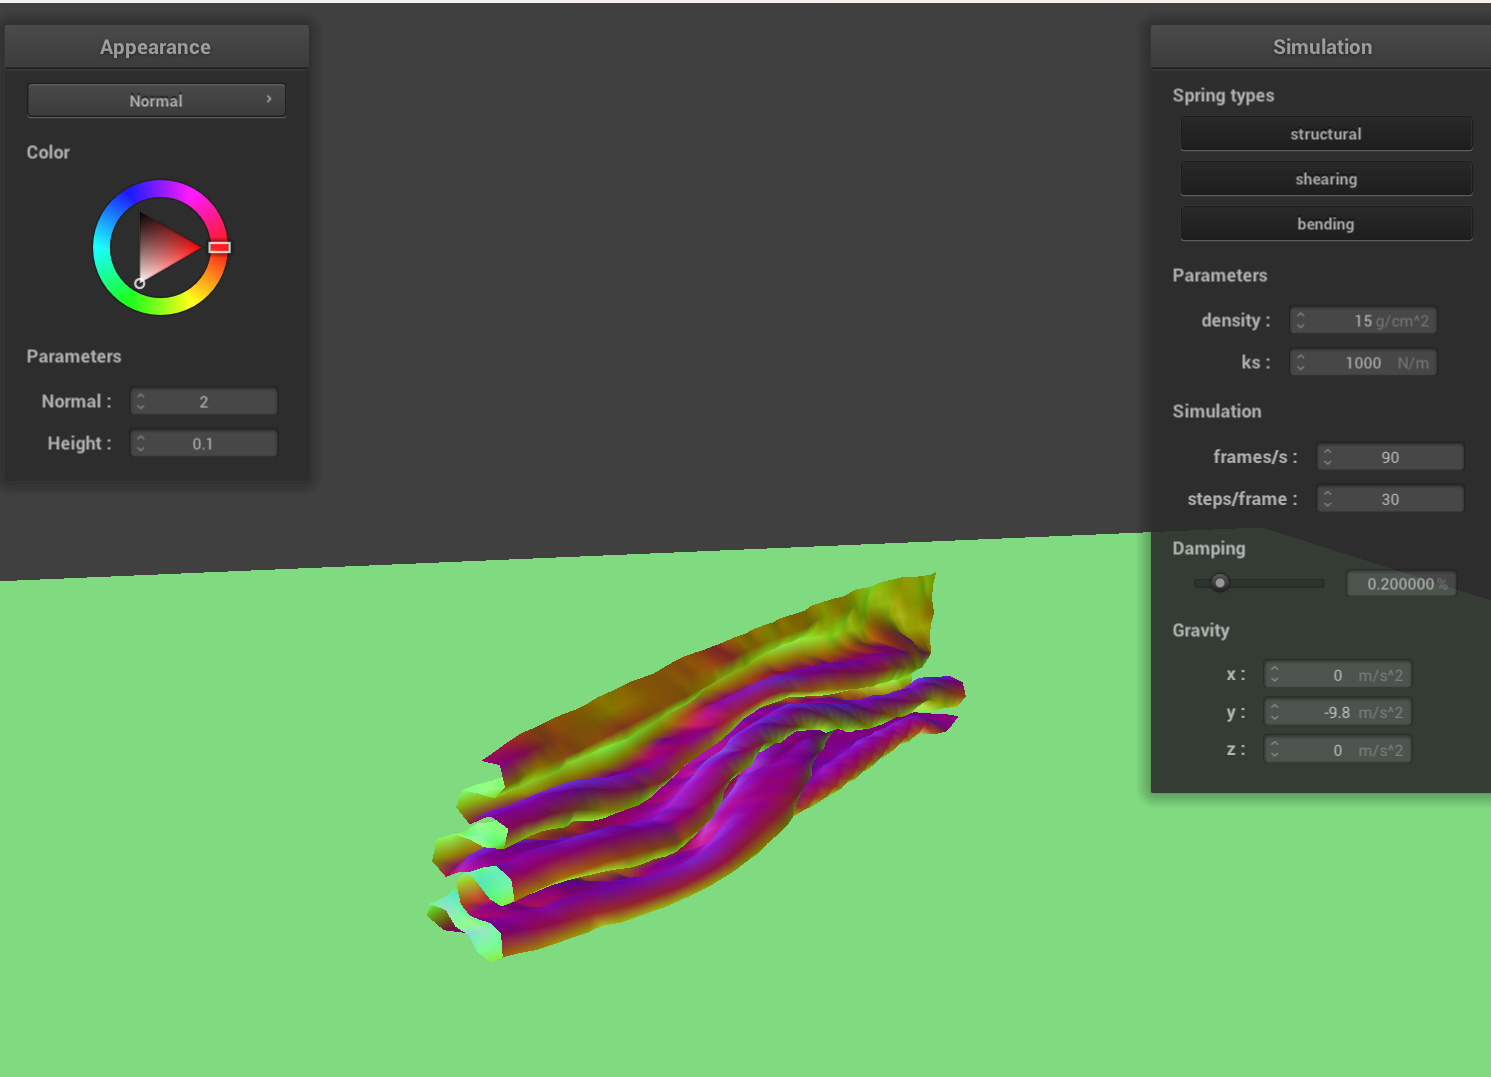 Appearance
Normal
Color
Parameters
Normal : 2
Height : 0.1
Simulation
Spring types
structural
shearing
bending
Parameters
density : 15 g/cm^2
ks : 1000 N/m
Simulation
frames/s : 90
steps/frame : 30
Damping
0.200000 %
Gravity
x : 0 m/s^2
y : -9.8 m/s^2
z : 0 m/s^2